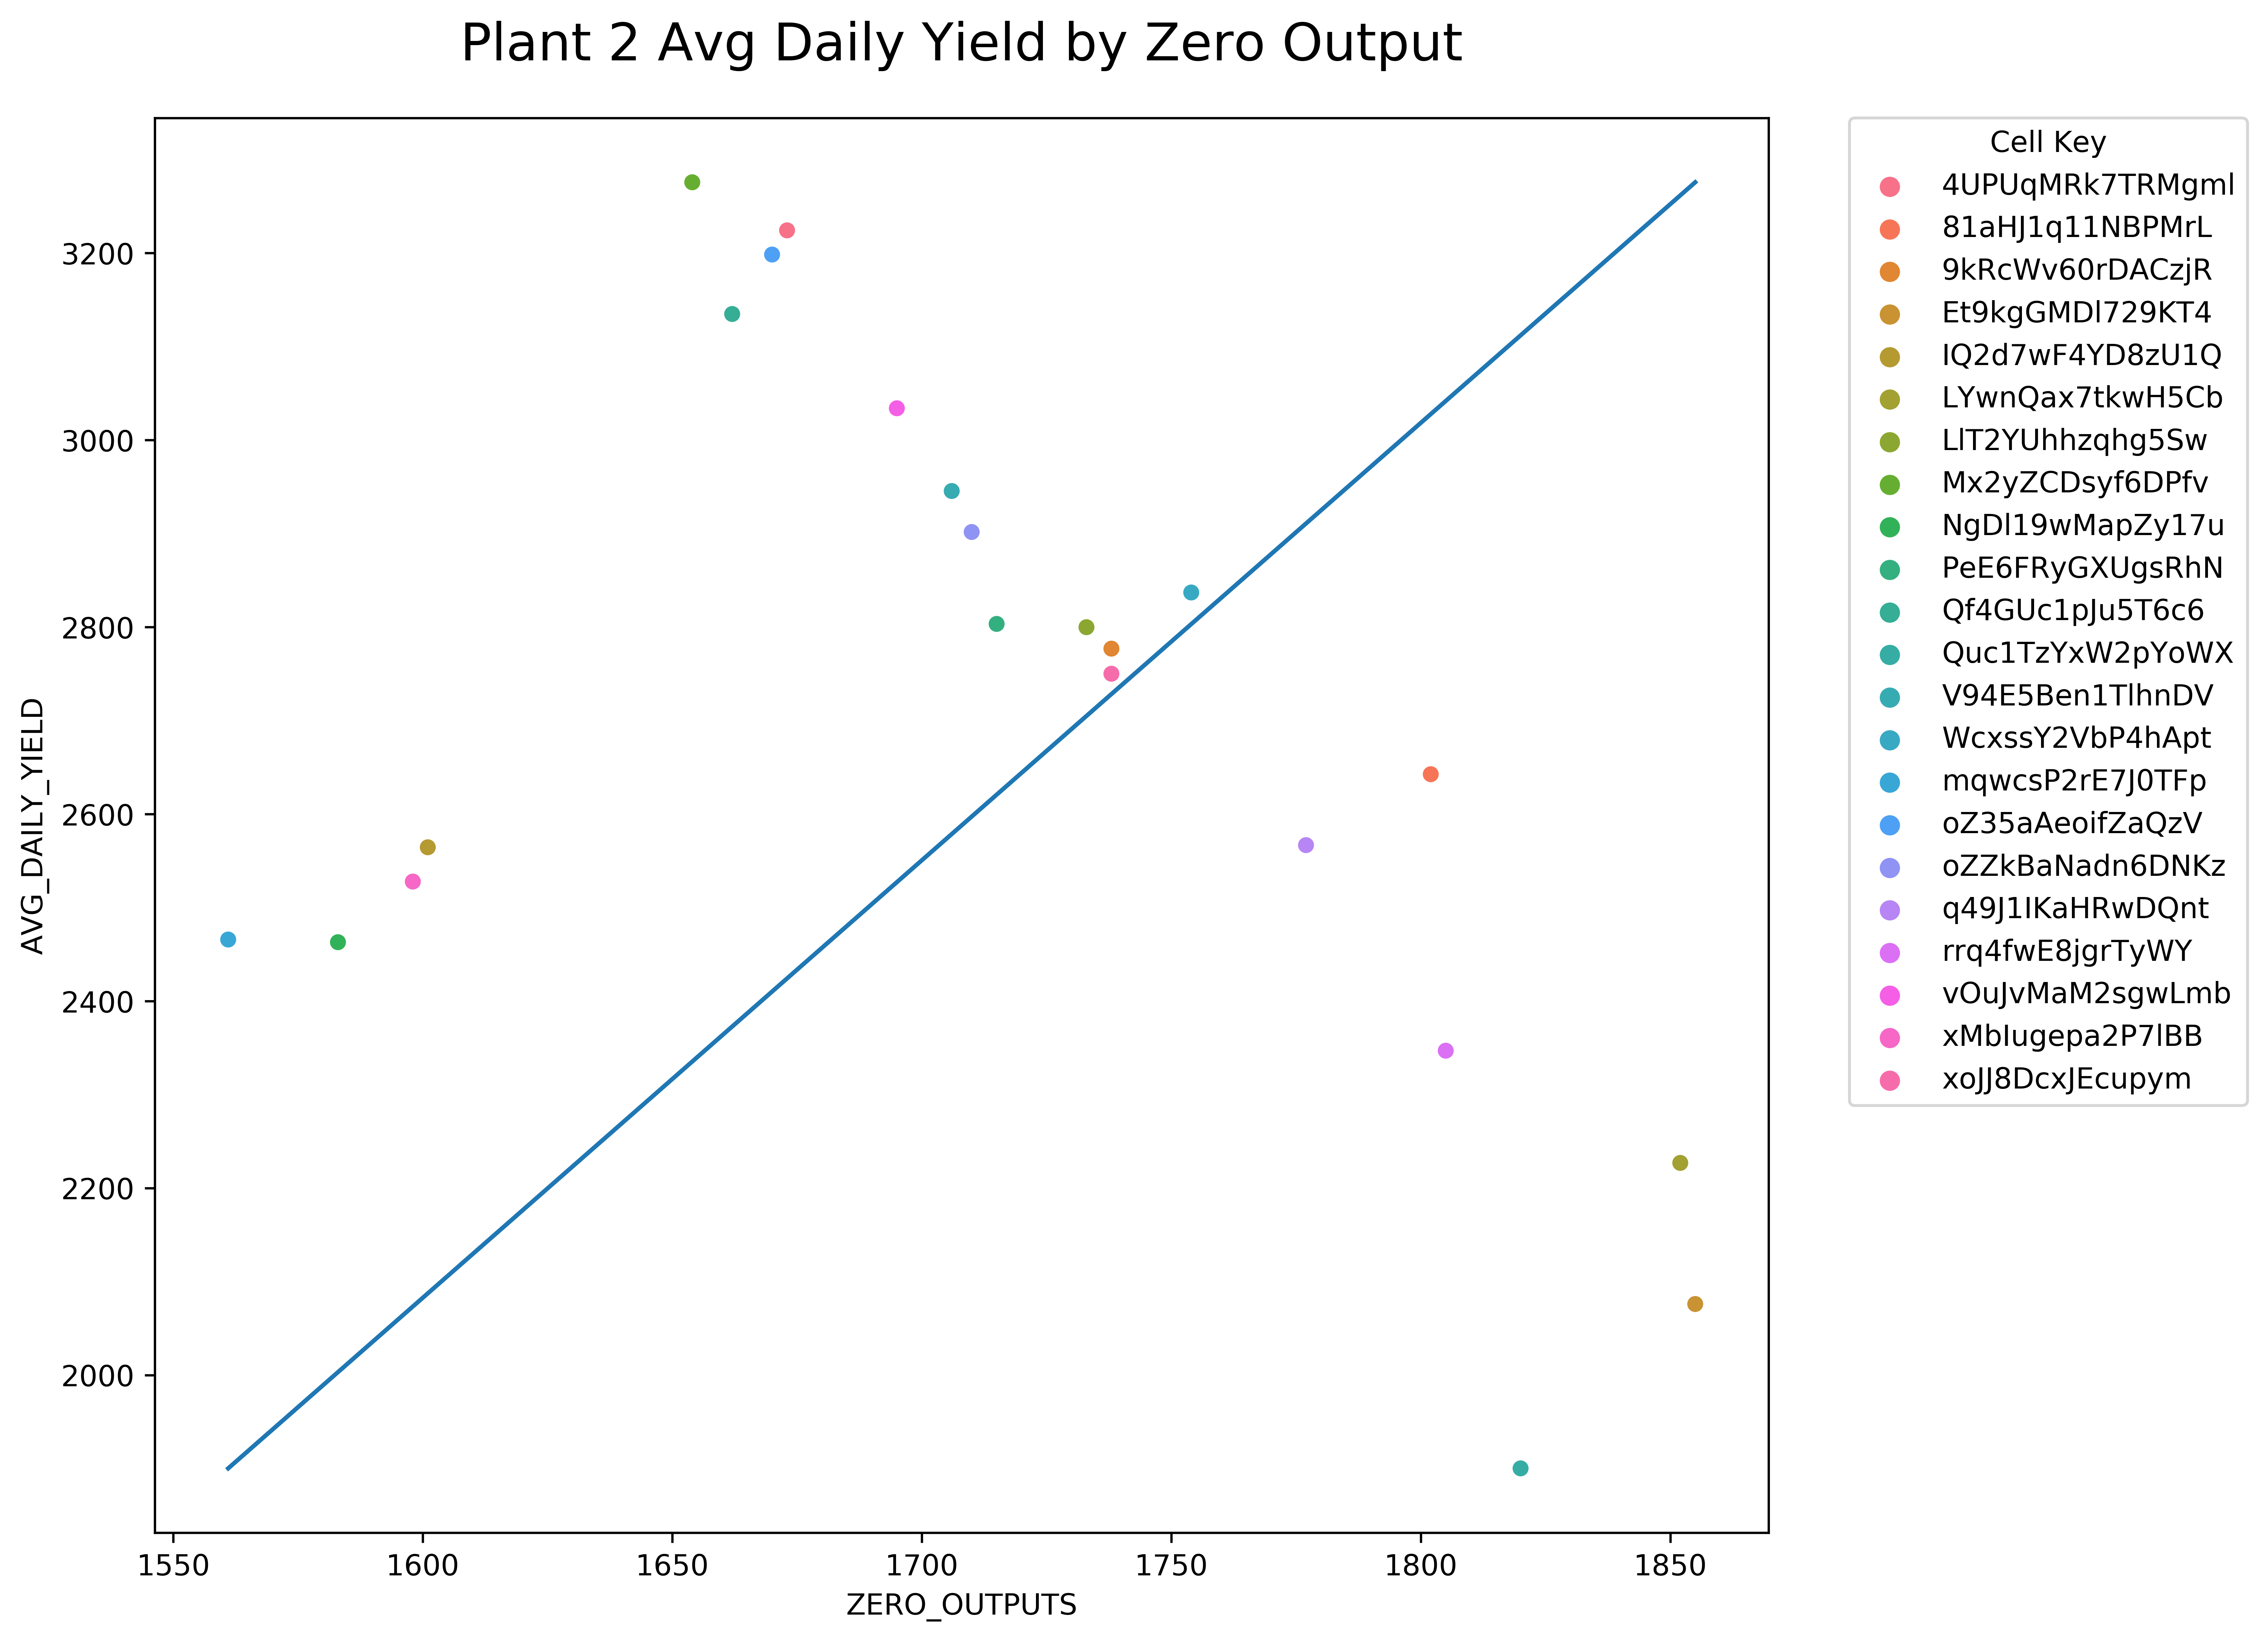 Plant 2 Avg Daily Yield by Zero Output
AVG_DAILY_YIELD
3200
3000
2800
2600
2400
2200
2000
1550 1600 1650 1700 1750 1800 1850
ZERO_OUTPUTS
Cell Key
4UPUqMRk7TRMgml
81aHJ1q11NBPMrL
9kRcWv60rDACzjR
Et9kgGMDl729KT4
IQ2d7wF4YD8zU1Q
LYwnQax7tkwH5Cb
LlT2YUhhzqhg5Sw
Mx2yZCDsyf6DPfv
NgDl19wMapZy17u
PeE6FRyGXUgsRhN
Qf4GUc1pJu5T6c6
Quc1TzYxW2pYoWX
V94E5Ben1TlhnDV
WcxssY2VbP4hApt
mqwcsP2rE7J0TFp
oZ35aAeoifZaQzV
oZZkBaNadn6DNKz
q49J1IKaHRwDQnt
rrq4fwE8jgrTyWY
vOuJvMaM2sgwLmb
xMbIugepa2P7lBB
xoJJ8DcxJEcupym